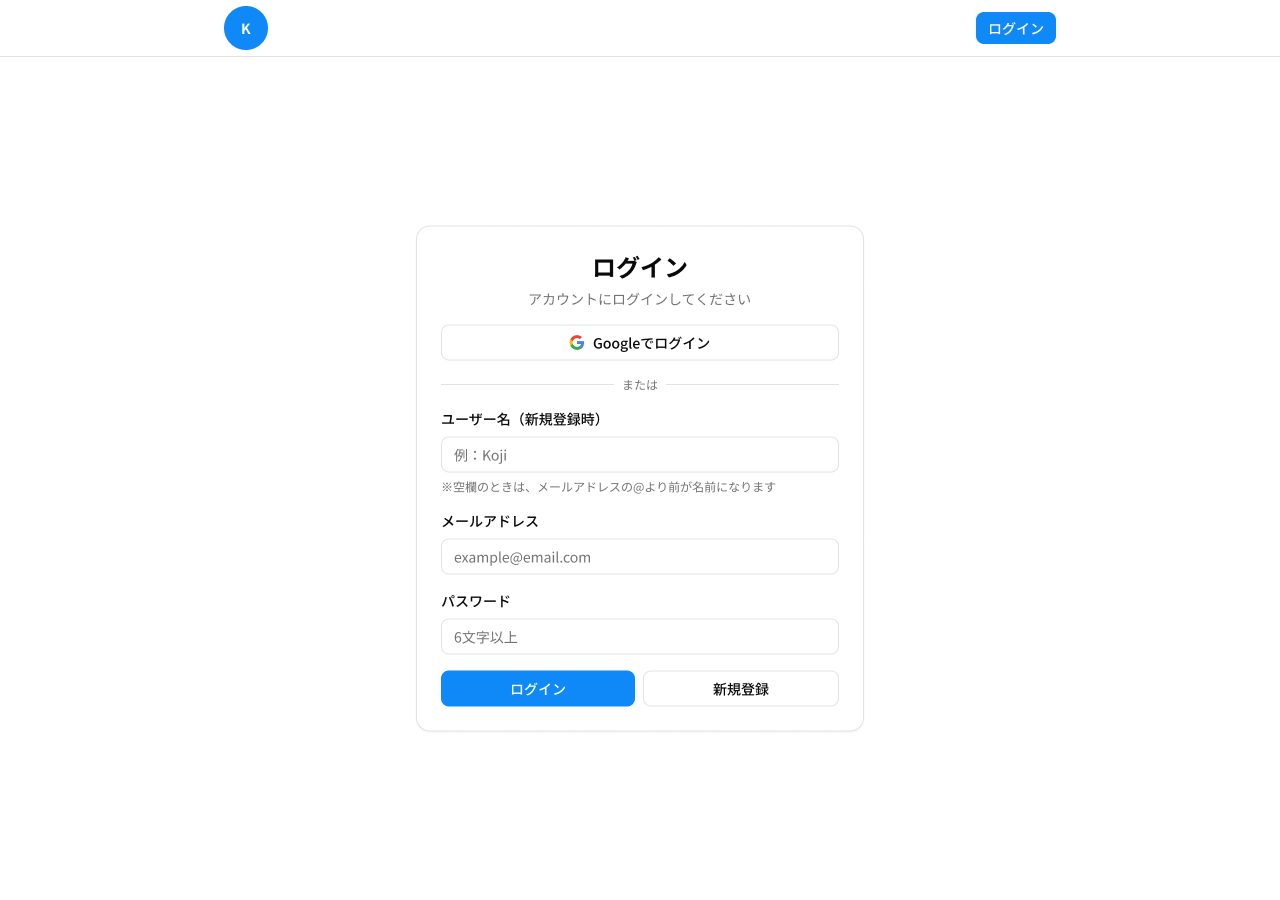 K
ログイン
ログイン
アカウントにログインしてください
Googleでログイン
または
ユーザー名（新規登録時）
例：Koji
※空欄のときは、メールアドレスの@より前が名前になります
メールアドレス
example@email.com
パスワード
6文字以上
ログイン
新規登録